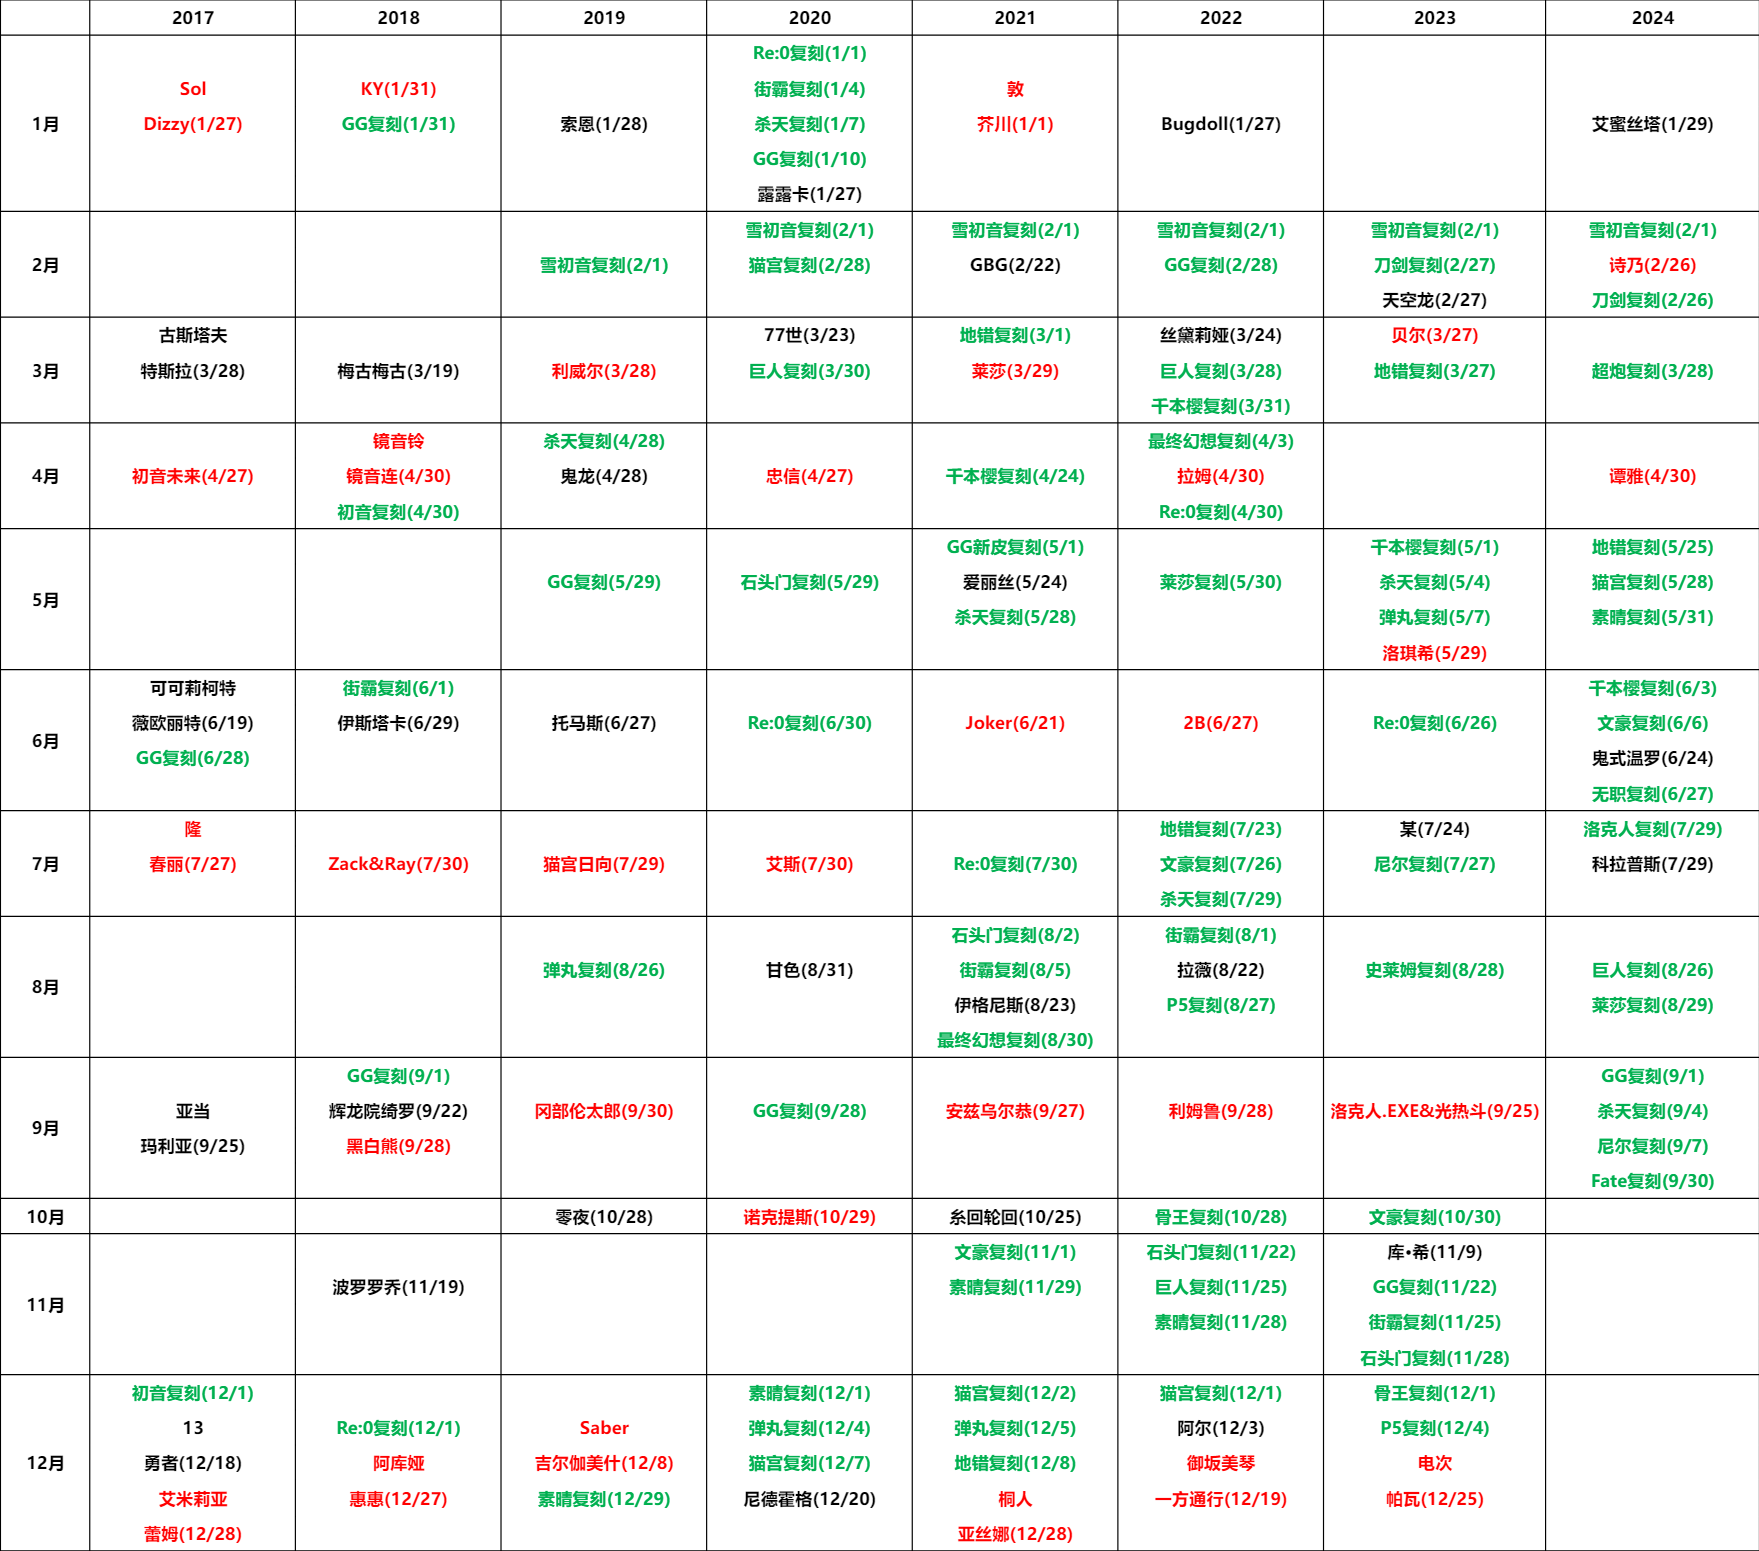 2017 2018 2019 2020 2021 2022 2023 2024
1月
Sol
Dizzy(1/27)
KY(1/31)
GG复刻(1/31)
索恩(1/28)
Re:0复刻(1/1)
街霸复刻(1/4)
杀天复刻(1/7)
GG复刻(1/10)
露露卡(1/27)
敦
芥川(1/1)
Bugdoll(1/27)
艾蜜丝塔(1/29)
2月
雪初音复刻(2/1)
雪初音复刻(2/1)
猫宫复刻(2/28)
雪初音复刻(2/1)
GBG(2/22)
雪初音复刻(2/1)
GG复刻(2/28)
雪初音复刻(2/1)
刀剑复刻(2/27)
天空龙(2/27)
雪初音复刻(2/1)
诗乃(2/26)
刀剑复刻(2/26)
3月
古斯塔夫
特斯拉(3/28)
梅古梅古(3/19)
利威尔(3/28)
77世(3/23)
巨人复刻(3/30)
地错复刻(3/1)
莱莎(3/29)
丝黛莉娅(3/24)
巨人复刻(3/28)
千本樱复刻(3/31)
贝尔(3/27)
地错复刻(3/27)
超炮复刻(3/28)
4月
初音未来(4/27)
镜音铃
镜音连(4/30)
初音复刻(4/30)
杀天复刻(4/28)
鬼龙(4/28)
忠信(4/27)
千本樱复刻(4/24)
最终幻想复刻(4/3)
拉姆(4/30)
Re:0复刻(4/30)
谭雅(4/30)
5月
GG复刻(5/29)
石头门复刻(5/29)
GG新皮复刻(5/1)
爱丽丝(5/24)
杀天复刻(5/28)
莱莎复刻(5/30)
千本樱复刻(5/1)
杀天复刻(5/4)
弹丸复刻(5/7)
洛琪希(5/29)
地错复刻(5/25)
猫宫复刻(5/28)
素晴复刻(5/31)
6月
可可莉柯特
薇欧丽特(6/19)
GG复刻(6/28)
街霸复刻(6/1)
伊斯塔卡(6/29)
托马斯(6/27)
Re:0复刻(6/30)
Joker(6/21)
2B(6/27)
Re:0复刻(6/26)
千本樱复刻(6/3)
文豪复刻(6/6)
鬼式温罗(6/24)
无职复刻(6/27)
7月
隆
春丽(7/27)
Zack&Ray(7/30)
猫宫日向(7/29)
艾斯(7/30)
Re:0复刻(7/30)
地错复刻(7/23)
文豪复刻(7/26)
杀天复刻(7/29)
某(7/24)
尼尔复刻(7/27)
洛克人复刻(7/29)
科拉普斯(7/29)
8月
弹丸复刻(8/26)
甘色(8/31)
石头门复刻(8/2)
街霸复刻(8/5)
伊格尼斯(8/23)
最终幻想复刻(8/30)
街霸复刻(8/1)
拉薇(8/22)
P5复刻(8/27)
史莱姆复刻(8/28)
巨人复刻(8/26)
莱莎复刻(8/29)
9月
亚当
玛利亚(9/25)
GG复刻(9/1)
辉龙院绮罗(9/22)
黑白熊(9/28)
冈部伦太郎(9/30)
GG复刻(9/28)
安兹乌尔恭(9/27)
利姆鲁(9/28)
洛克人.EXE&光热斗(9/25)
GG复刻(9/1)
杀天复刻(9/4)
尼尔复刻(9/7)
Fate复刻(9/30)
10月
零夜(10/28)
诺克提斯(10/29)
糸回轮回(10/25)
骨王复刻(10/28)
文豪复刻(10/30)
11月
波罗罗乔(11/19)
文豪复刻(11/1)
素晴复刻(11/29)
石头门复刻(11/22)
巨人复刻(11/25)
素晴复刻(11/28)
库•希(11/9)
GG复刻(11/22)
街霸复刻(11/25)
石头门复刻(11/28)
12月
初音复刻(12/1)
13
勇者(12/18)
艾米莉亚
蕾姆(12/28)
Re:0复刻(12/1)
阿库娅
惠惠(12/27)
Saber
吉尔伽美什(12/8)
素晴复刻(12/29)
素晴复刻(12/1)
弹丸复刻(12/4)
猫宫复刻(12/7)
尼德霍格(12/20)
猫宫复刻(12/2)
弹丸复刻(12/5)
地错复刻(12/8)
桐人
亚丝娜(12/28)
猫宫复刻(12/1)
阿尔(12/3)
御坂美琴
一方通行(12/19)
骨王复刻(12/1)
P5复刻(12/4)
电次
帕瓦(12/25)